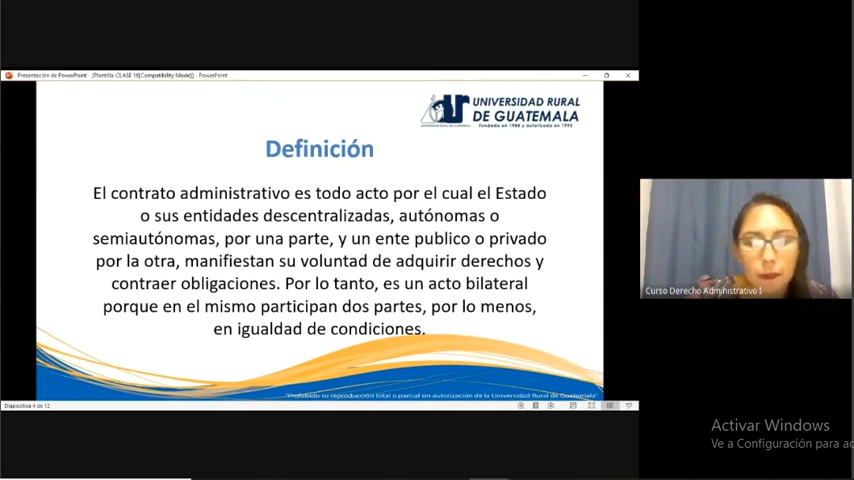 Presentación de PowerPoint - [Plantilla CLASE 16[Compatibility Mode]] - PowerPoint
UNIVERSIDAD RURAL
DE GUATEMALA
Fundada en 1988 y autorizada en 1995
Definición
El contrato administrativo es todo acto por el cual el Estado
o sus entidades descentralizadas, autónomas o
semiautónomas, por una parte, y un ente publico o privado
por la otra, manifiestan su voluntad de adquirir derechos y
contraer obligaciones. Por lo tanto, es un acto bilateral
porque en el mismo participan dos partes, por lo menos,
en igualdad de condiciones.
"Prohibido su reproducción total o parcial sin autorización de la Universidad Rural de Guatemala"
Diapositiva 4 de 12
Curso Derecho Administrativo I
Activar Windows
Ve a Configuración para ac